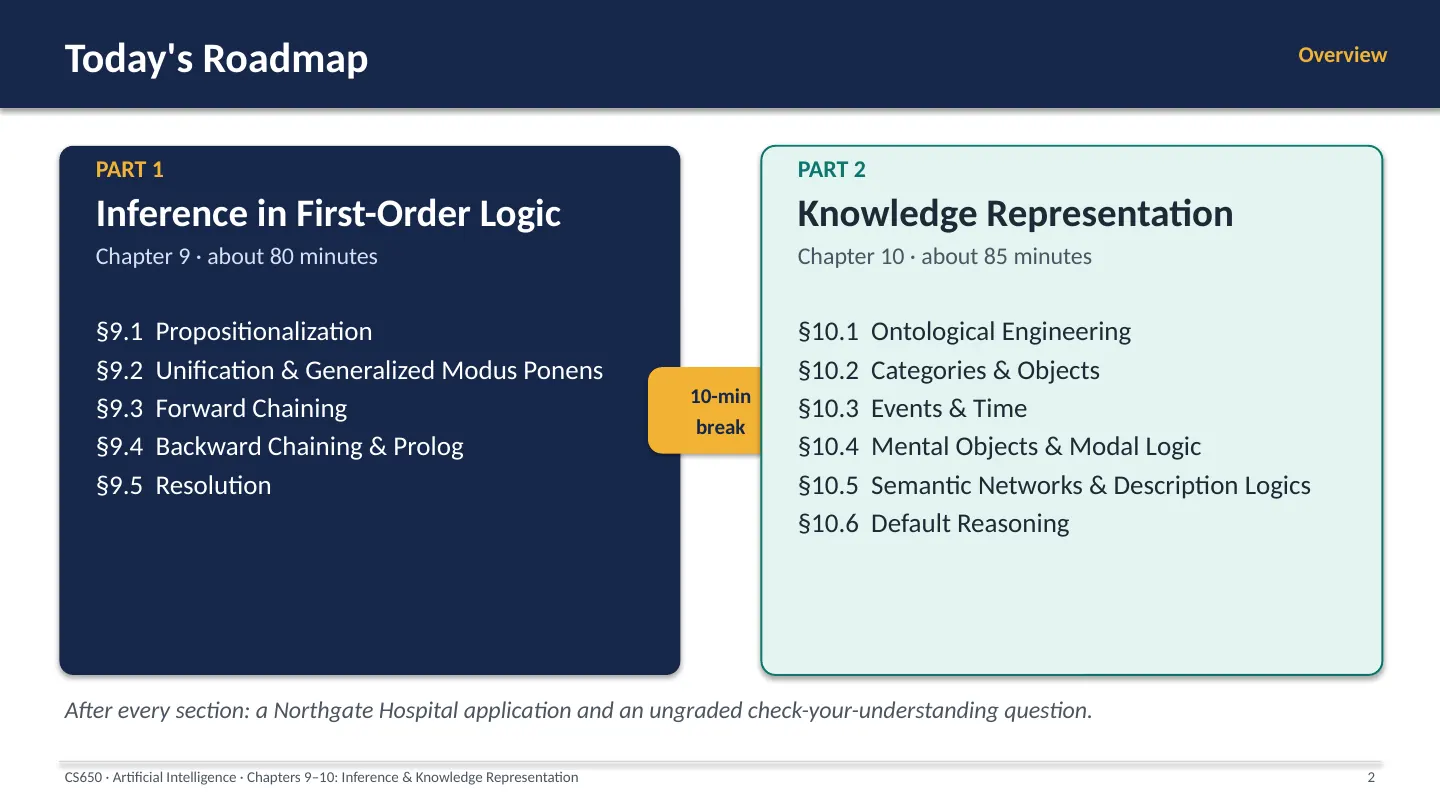 Today's Roadmap
Overview
PART 1
Inference in First-Order Logic
Chapter 9 · about 80 minutes
§9.1 Propositionalization
§9.2 Unification & Generalized Modus Ponens
§9.3 Forward Chaining
§9.4 Backward Chaining & Prolog
§9.5 Resolution
10-min
break
PART 2
Knowledge Representation
Chapter 10 · about 85 minutes
§10.1 Ontological Engineering
§10.2 Categories & Objects
§10.3 Events & Time
§10.4 Mental Objects & Modal Logic
§10.5 Semantic Networks & Description Logics
§10.6 Default Reasoning
After every section: a Northgate Hospital application and an ungraded check-your-understanding question.
CS650 · Artificial Intelligence · Chapters 9–10: Inference & Knowledge Representation
2